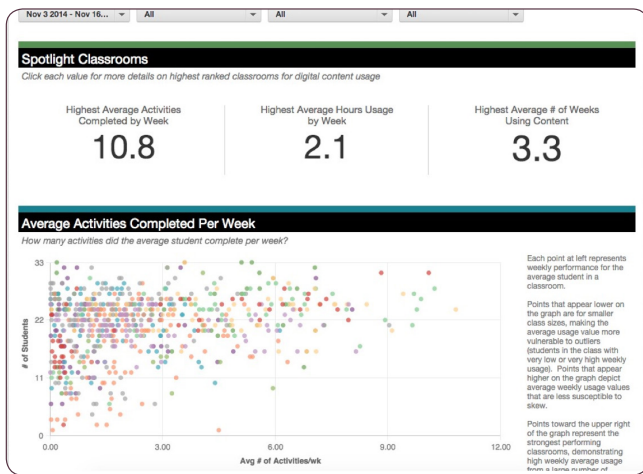 Nov 3 2014 - Nov 16... All All All
Spotlight Classrooms
Click each value for more details on highest ranked classrooms for digital content usage
Highest Average Activities
Completed by Week
10.8
Highest Average Hours Usage
by Week
2.1
Highest Average # of Weeks
Using Content
3.3
Average Activities Completed Per Week
How many activities did the average student complete per week?
33
22
11
0
# of Students
0.00 3.00 6.00 9.00 12.00
Avg # of Activities/wk
Each point at left represents
weekly performance for the
average student in a
classroom.
Points that appear lower on
the graph are for smaller
class sizes, making the
average usage value more
vulnerable to outliers
(students in the class with
very low or very high weekly
usage). Points that appear
higher on the graph depict
average weekly usage values
that are less susceptible to
skew.
Points toward the upper right
of the graph represent the
strongest performing
classrooms, demonstrating
high weekly average usage
from a large number of